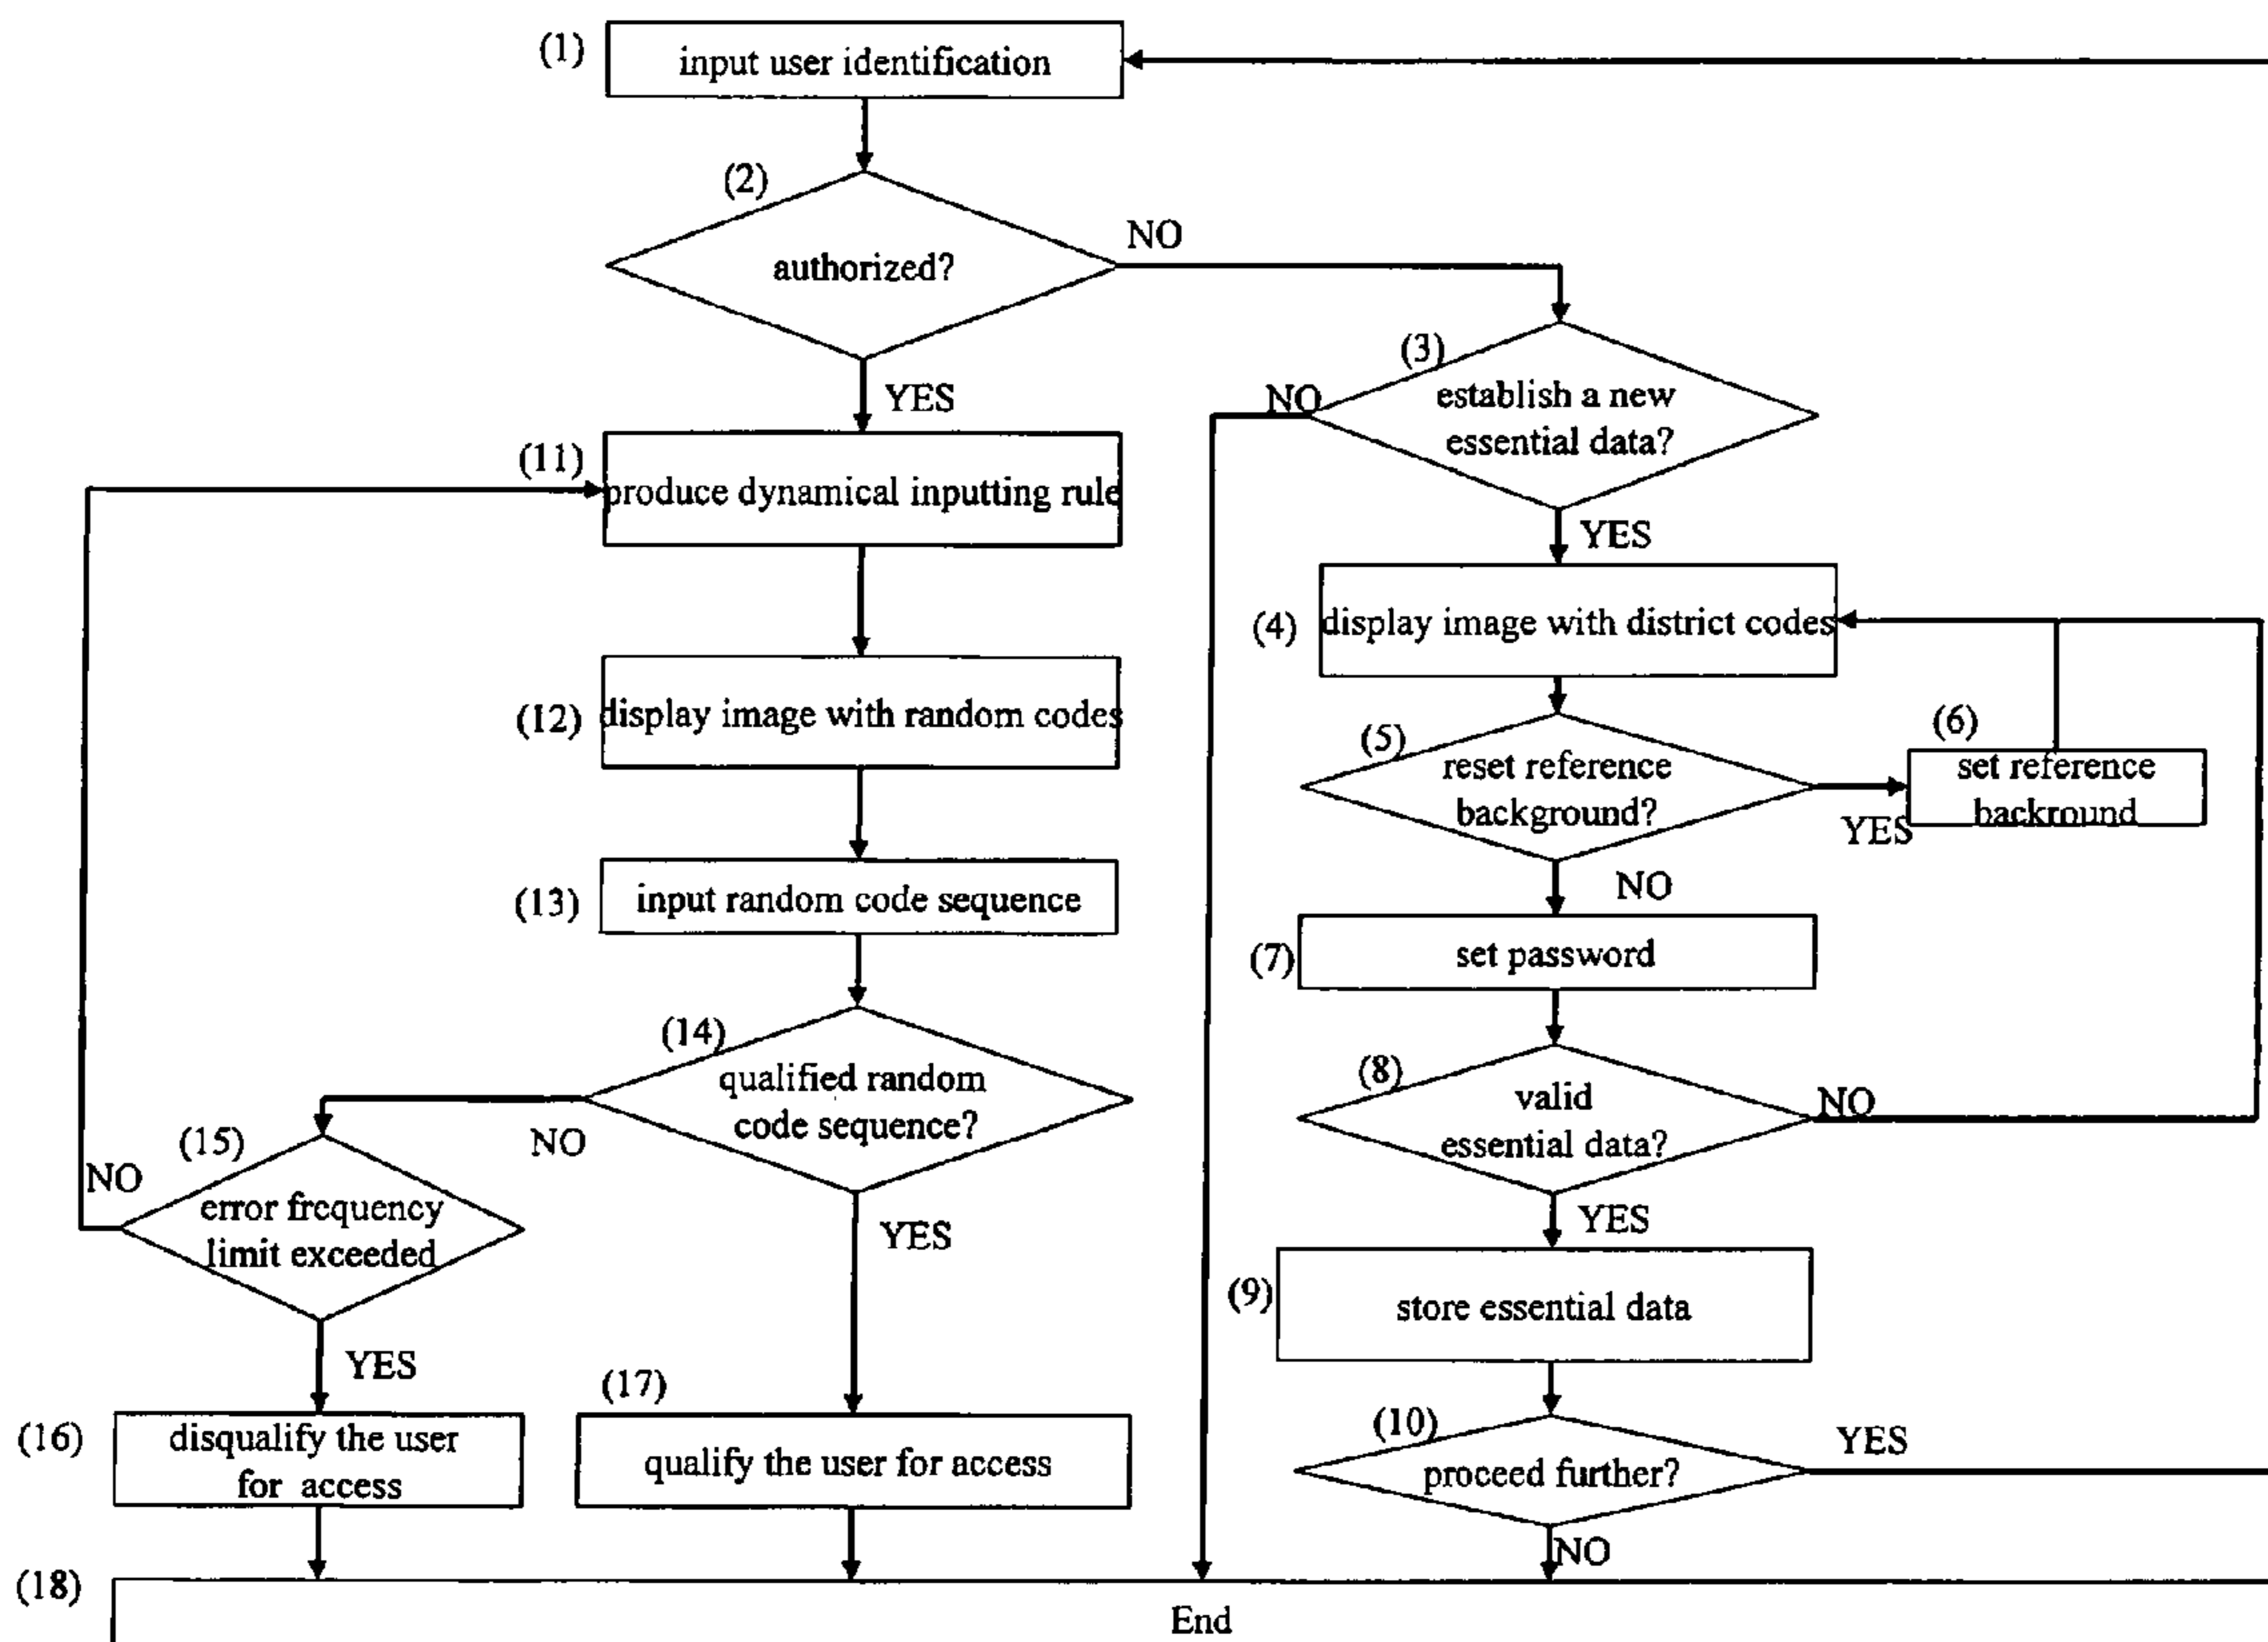 (1)
input user identification
(2)
authorized?
NO
YES
(3)
establish a new
essential data?
NO
YES
(11)
produce dynamical inputting rule
(4)
display image with district codes
(12)
display image with random codes
(5)
reset reference
background?
YES
NO
(6)
set reference
backround
(13)
input random code sequence
(7)
set password
(14)
qualified random
code sequence?
NO
YES
(8)
valid
essential data?
NO
YES
(15)
error frequency
limit exceeded
NO
YES
(9)
store essential data
(16)
disqualify the user
for access
(17)
qualify the user for access
(10)
proceed further?
YES
NO
(18)
End